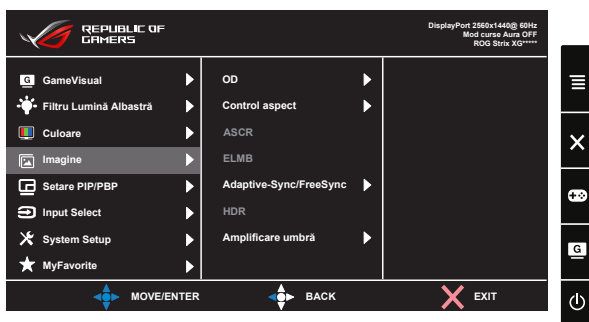 REPUBLIC OF
GAMERS
DisplayPort 2560x1440@ 60Hz
Mod curse Aura OFF
ROG Strix XG*****
G GameVisual
Filtru Lumină Albastră
Culoare
Imagine
Setare PIP/PBP
Input Select
System Setup
MyFavorite
OD
Control aspect
ASCR
ELMB
Adaptive-Sync/FreeSync
HDR
Amplificare umbră
MOVE/ENTER
BACK
EXIT
G